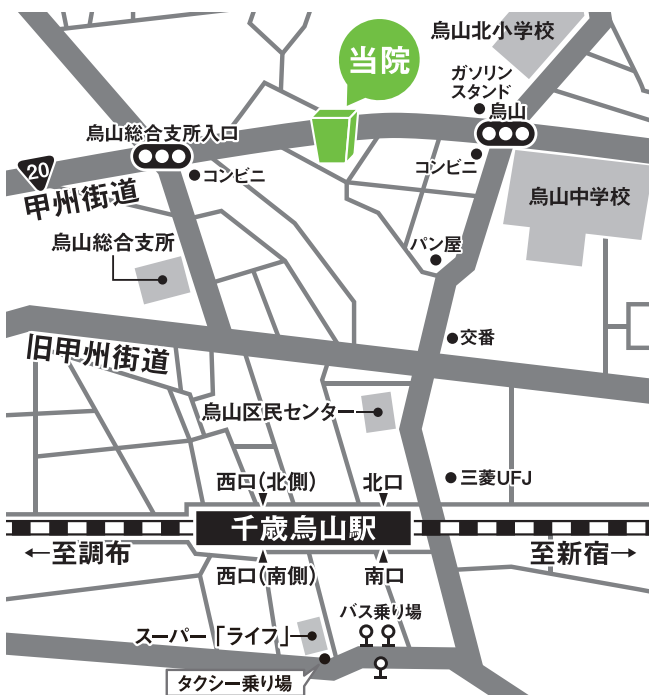 烏山北小学校
当院
ガソリン
スタンド
烏山
烏山総合支所入口
コンビニ
コンビニ
20
甲州街道
烏山中学校
烏山総合支所
パン屋
交番
旧甲州街道
烏山区民センター
三菱UFJ
西口(北側)
北口
千歳烏山駅
←至調布
至新宿→
西口(南側)
南口
バス乗り場
スーパー「ライフ」
タクシー乗り場